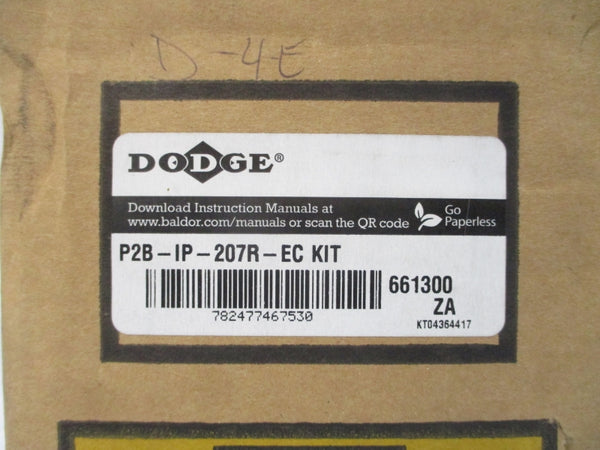 D-4E
DODGE®
Download Instruction Manuals at
www.baldor.com/manuals or scan the QR code
Go
Paperless
P2B-IP-207R-EC KIT
661300
ZA
782477467530
KT04364417